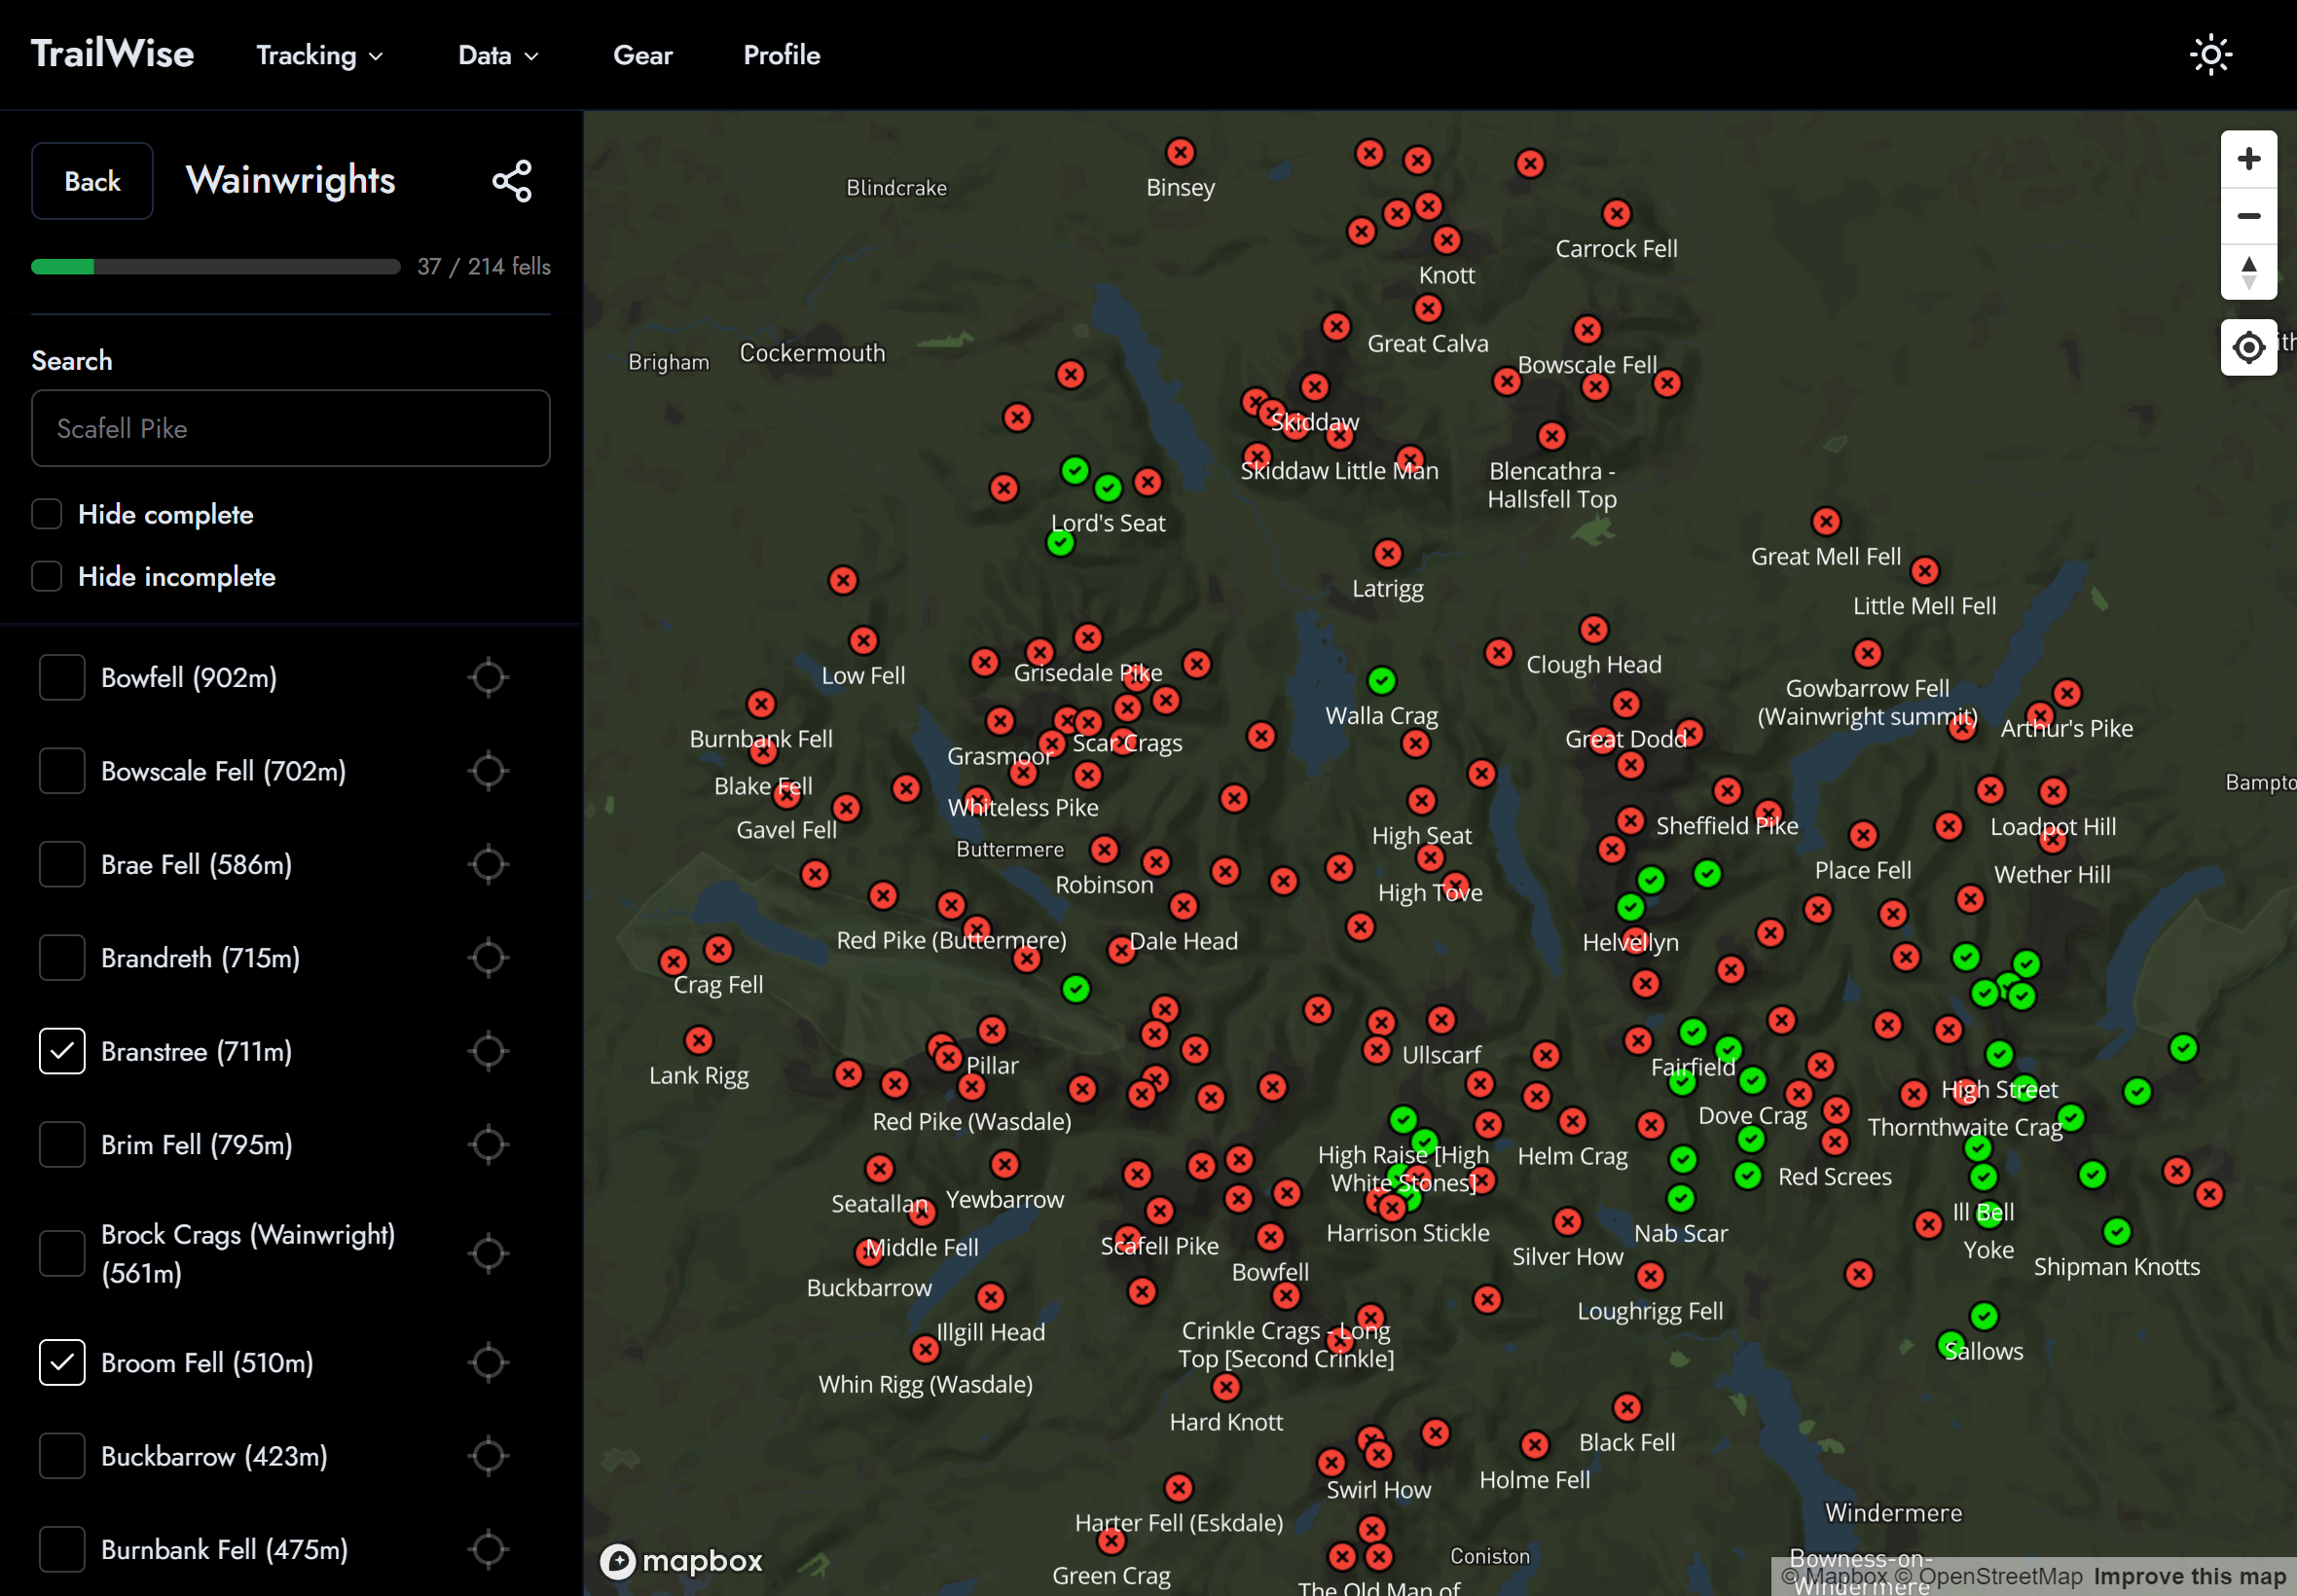 TrailWise
Tracking
Data
Gear
Profile
Back
Wainwrights
37 / 214 fells
Search
Scafell Pike
Hide complete
Hide incomplete
Bowfell (902m)
Bowscale Fell (702m)
Brae Fell (586m)
Brandreth (715m)
Branstree (711m)
Brim Fell (795m)
Brock Crags (Wainwright)
(561m)
Broom Fell (510m)
Buckbarrow (423m)
Burnbank Fell (475m)
Blindcrake
Binsey
Carrock Fell
Knott
Great Calva
Brigham
Cockermouth
Bowscale Fell
Skiddaw
Skiddaw Little Man
Blencathra -
Hallsfell Top
Lord's Seat
Great Mell Fell
Latrigg
Little Mell Fell
Low Fell
Grisedale Pike
Clough Head
Gowbarrow Fell
(Wainwright summit)
Walla Crag
Arthur's Pike
Burnbank Fell
Grasmoor
Scar Crags
Great Dodd
Blake Fell
Whiteless Pike
Bampto
Gavel Fell
High Seat
Sheffield Pike
Loadpot Hill
Buttermere
Robinson
High Tove
Place Fell
Wether Hill
Red Pike (Buttermere)
Dale Head
Helvellyn
Crag Fell
Ullscarf
Lank Rigg
Pillar
Fairfield
High Street
Red Pike (Wasdale)
Dove Crag
Thornthwaite Crag
High Raise [High
White Stones]
Helm Crag
Red Screes
Seatallan
Yewbarrow
Ill Bell
Middle Fell
Scafell Pike
Harrison Stickle
Nab Scar
Silver How
Yoke
Bowfell
Shipman Knotts
Buckbarrow
Loughrigg Fell
Illgill Head
Crinkle Crags - Long
Top [Second Crinkle]
Sallows
Whin Rigg (Wasdale)
Hard Knott
Black Fell
Holme Fell
Swirl How
Harter Fell (Eskdale)
Windermere
Green Crag
Coniston
The Old Man of
Bowness-on-
Windermere
mapbox
© Mapbox © OpenStreetMap Improve this map